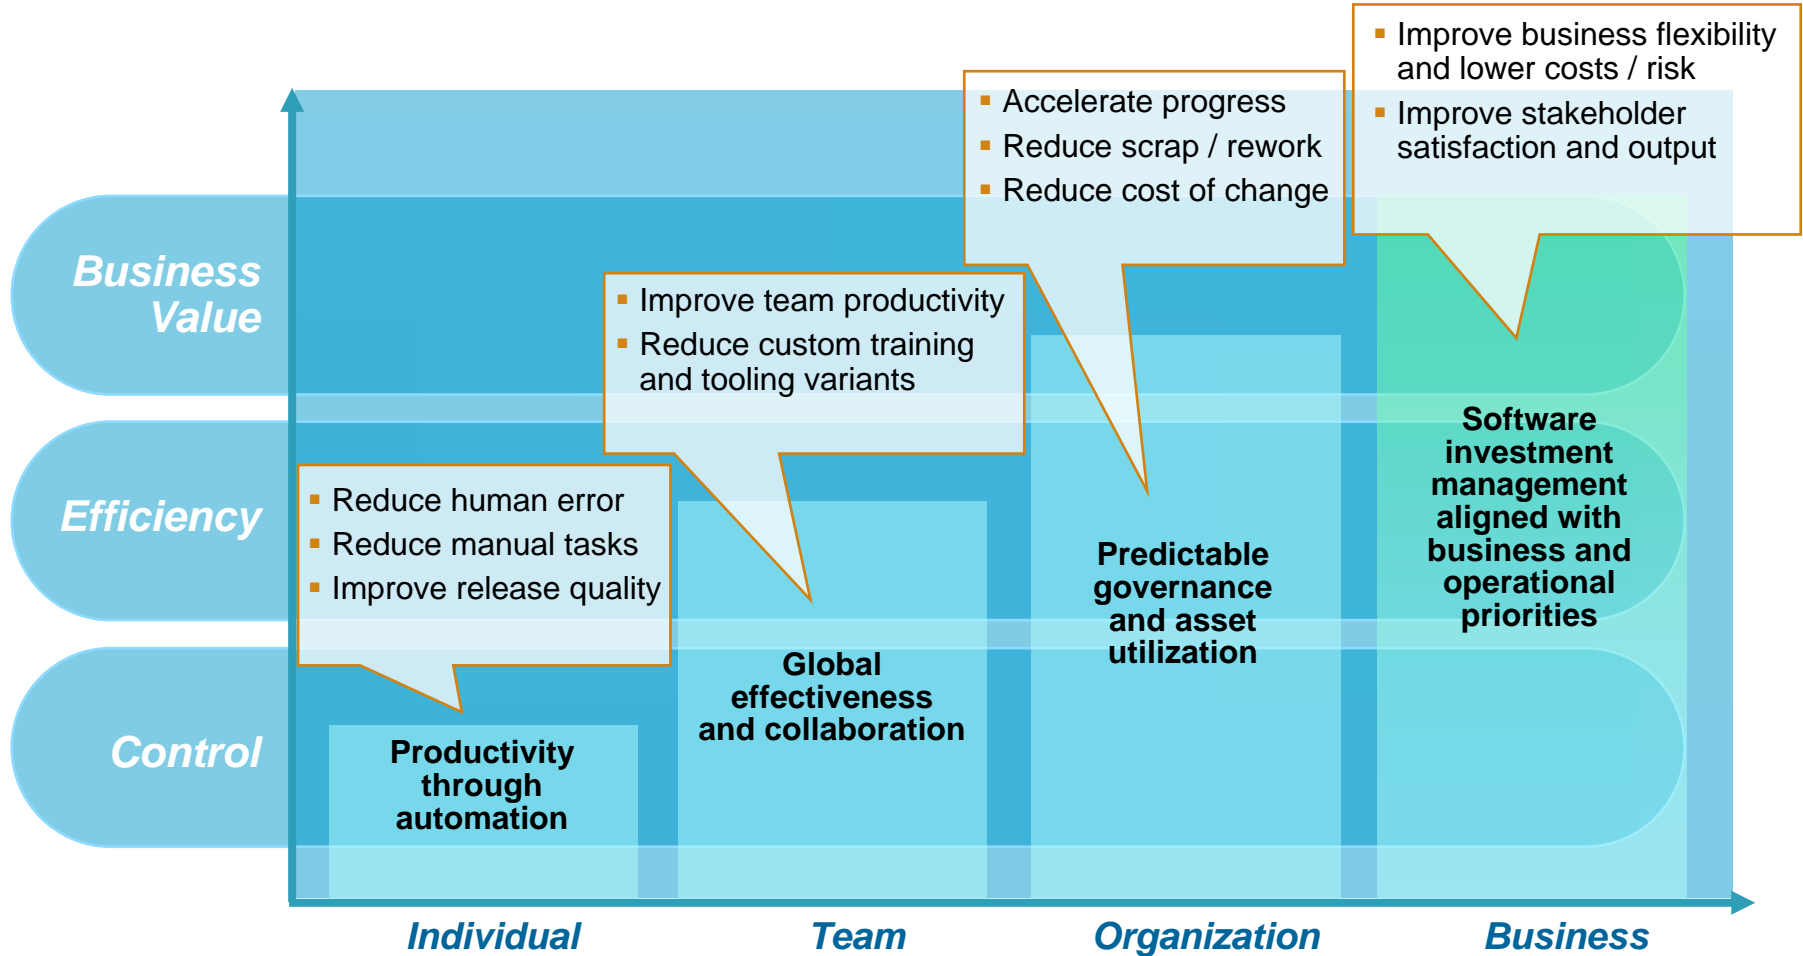 ▪ Improve business flexibility
and lower costs / risk
▪ Improve stakeholder
satisfaction and output
▪ Accelerate progress
▪ Reduce scrap / rework
▪ Reduce cost of change
▪ Improve team productivity
▪ Reduce custom training
and tooling variants
▪ Reduce human error
▪ Reduce manual tasks
▪ Improve release quality
Business
Value
Efficiency
Control
Productivity
through
automation
Global
effectiveness
and collaboration
Predictable
governance
and asset
utilization
Software
investment
management
aligned with
business and
operational
priorities
Individual
Team
Organization
Business